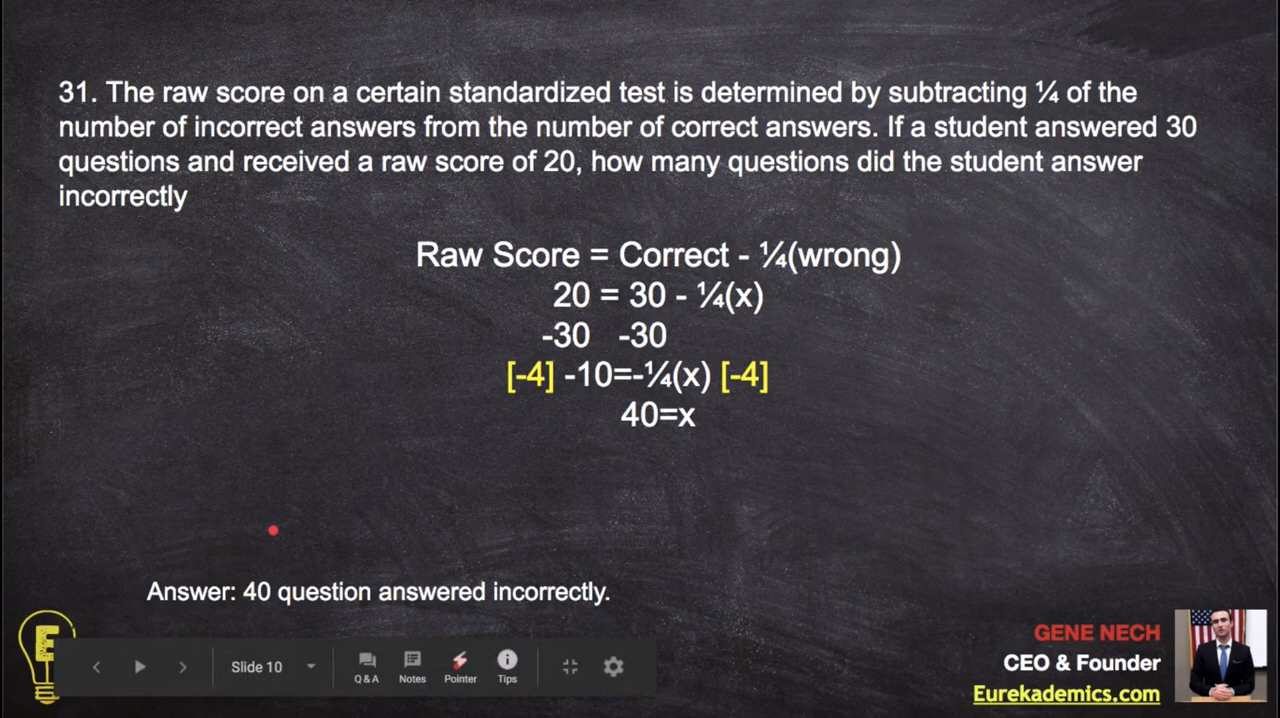 31. The raw score on a certain standardized test is determined by subtracting ¼ of the
number of incorrect answers from the number of correct answers. If a student answered 30
questions and received a raw score of 20, how many questions did the student answer
incorrectly
Raw Score = Correct - ¼(wrong)
20 = 30 - ¼(x)
-30 -30
[-4] -10=-¼(x) [-4]
40=x
Answer: 40 question answered incorrectly.
E
Slide 10
Q & A
Notes
Pointer
Tips
GENE NECH
CEO & Founder
Eurekademics.com